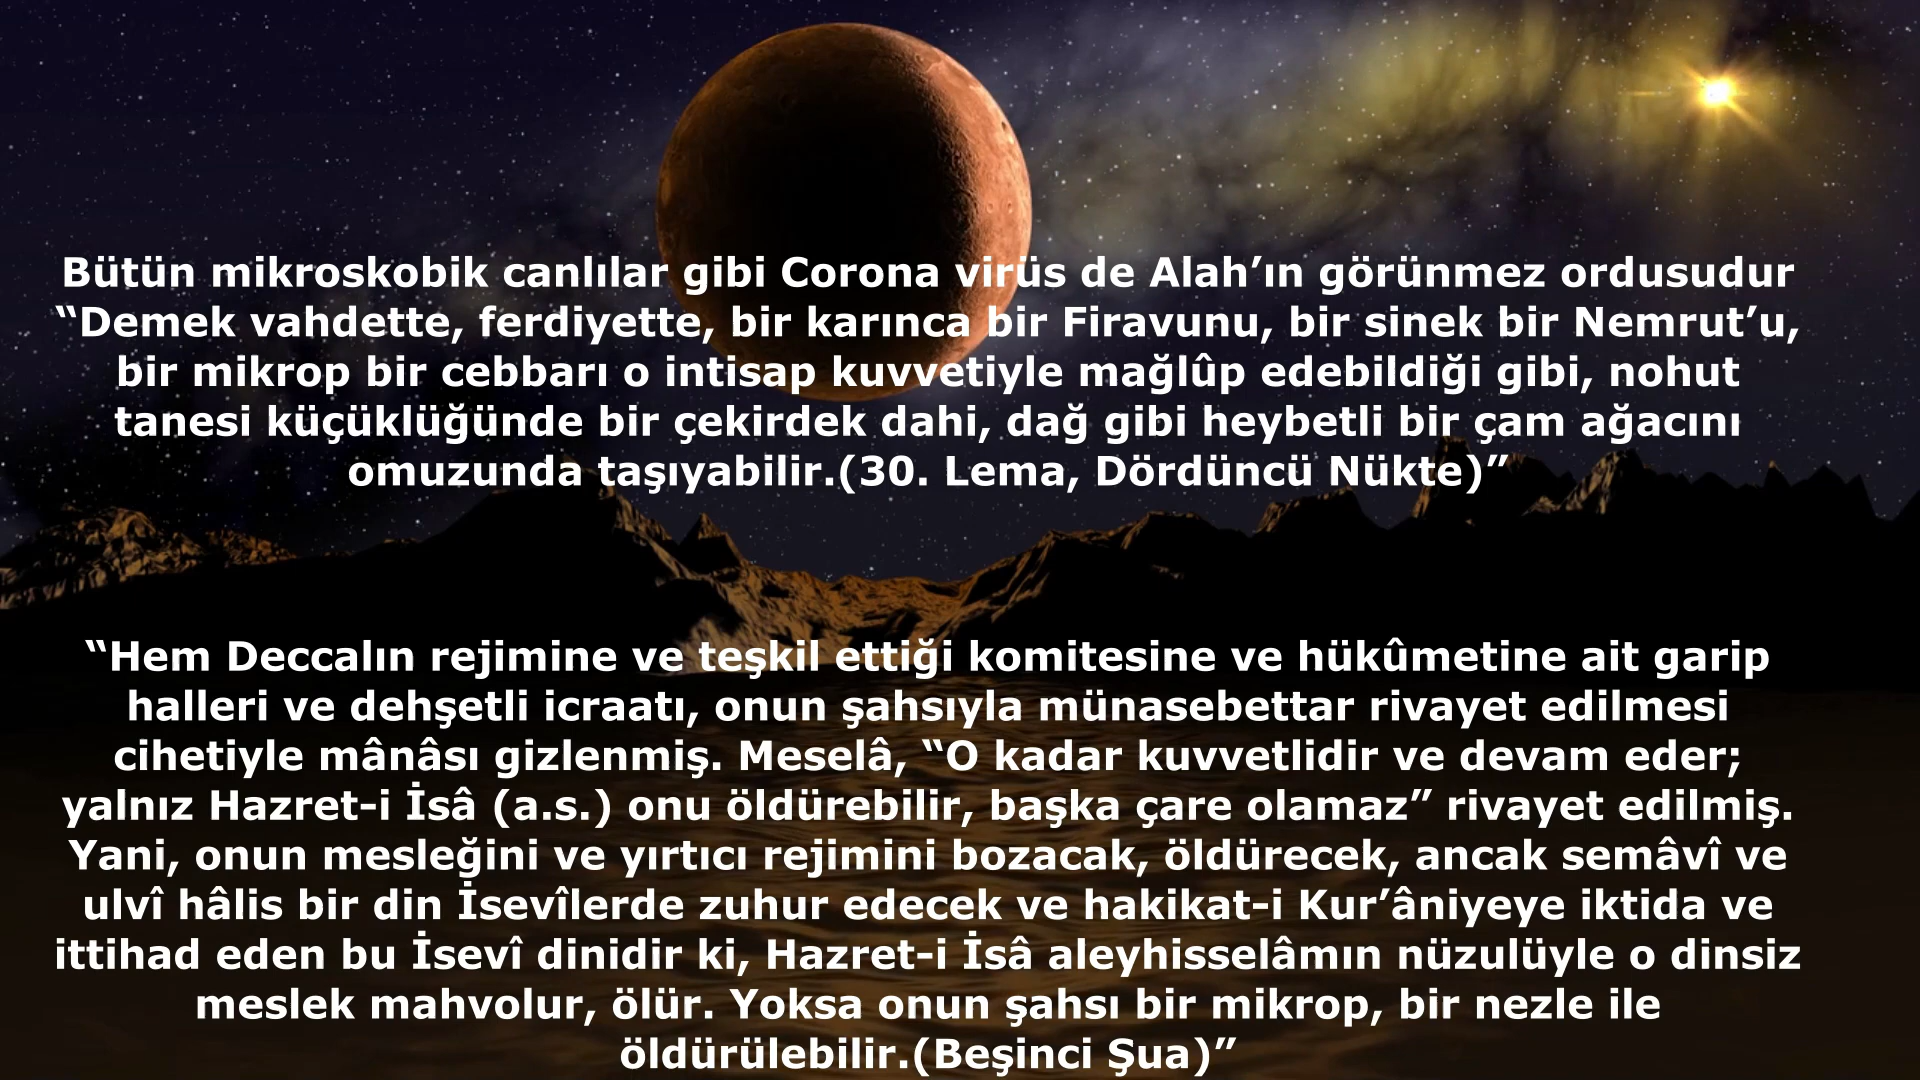 Bütün mikroskobik canlılar gibi Corona virüs de Alah’ın görünmez ordusudur
“Demek vahdette, ferdiyette, bir karınca bir Firavunu, bir sinek bir Nemrut’u,
bir mikrop bir cebbarı o intisap kuvvetiyle mağlûp edebildiği gibi, nohut
tanesi küçüklüğünde bir çekirdek dahi, dağ gibi heybetli bir çam ağacını
omuzunda taşıyabilir.(30. Lema, Dördüncü Nükte)”
“Hem Deccalın rejimine ve teşkil ettiği komitesine ve hükûmetine ait garip
halleri ve dehşetli icraatı, onun şahsıyla münasebettar rivayet edilmesi
cihetiyle mânâsı gizlenmiş. Meselâ, “O kadar kuvvetlidir ve devam eder;
yalnız Hazret-i İsâ (a.s.) onu öldürebilir, başka çare olamaz” rivayet edilmiş.
Yani, onun mesleğini ve yırtıcı rejimini bozacak, öldürecek, ancak semâvî ve
ulvî hâlis bir din İsevîlerde zuhur edecek ve hakikat-i Kur’âniyeye iktida ve
ittihad eden bu İsevî dinidir ki, Hazret-i İsâ aleyhisselâmın nüzulüyle o dinsiz
meslek mahvolur, ölür. Yoksa onun şahsı bir mikrop, bir nezle ile
öldürülebilir.(Beşinci Şua)”